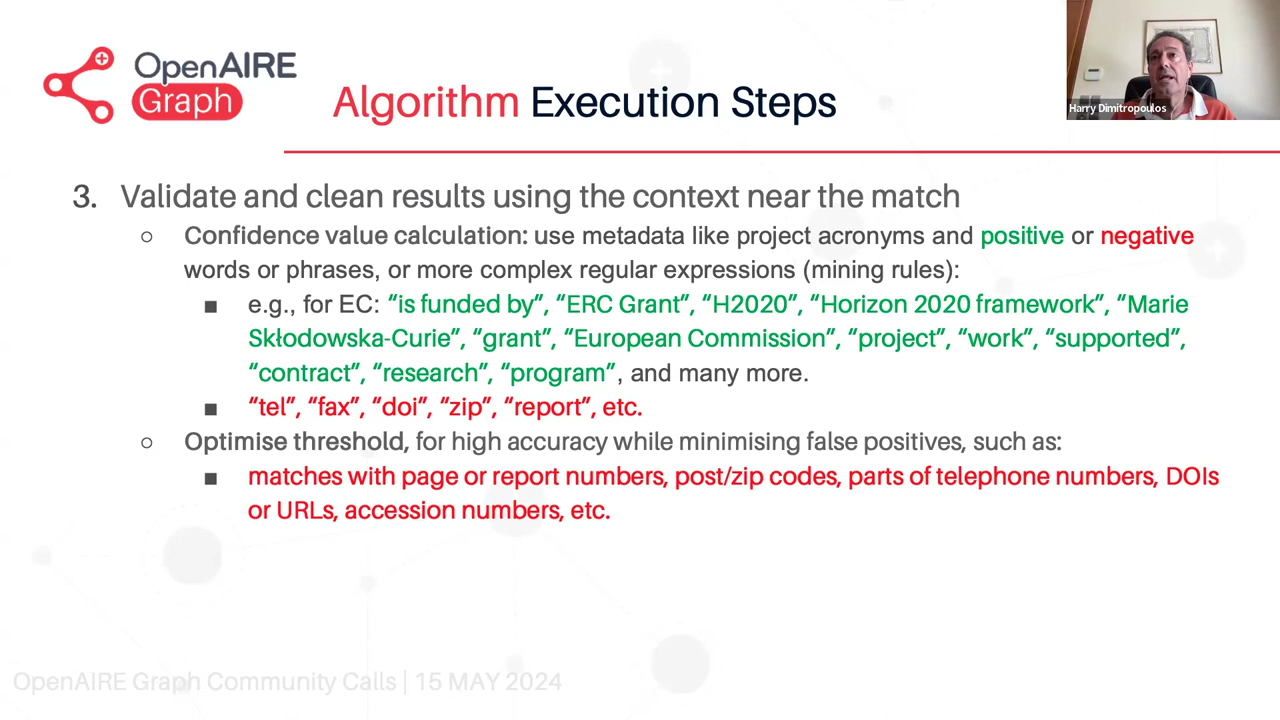 OpenAIRE
Graph
Algorithm Execution Steps
Harry Dimitropoulos
3. Validate and clean results using the context near the match
○ Confidence value calculation: use metadata like project acronyms and positive or negative
words or phrases, or more complex regular expressions (mining rules):
■ e.g., for EC: “is funded by”, “ERC Grant”, “H2020”, “Horizon 2020 framework”, “Marie
Skłodowska-Curie”, “grant”, “European Commission”, “project”, “work”, “supported”,
“contract”, “research”, “program”, and many more.
■ “tel”, “fax”, “doi”, “zip”, “report”, etc.
○ Optimise threshold, for high accuracy while minimising false positives, such as:
■ matches with page or report numbers, post/zip codes, parts of telephone numbers, DOIs
or URLs, accession numbers, etc.
OpenAIRE Graph Community Calls | 15 MAY 2024